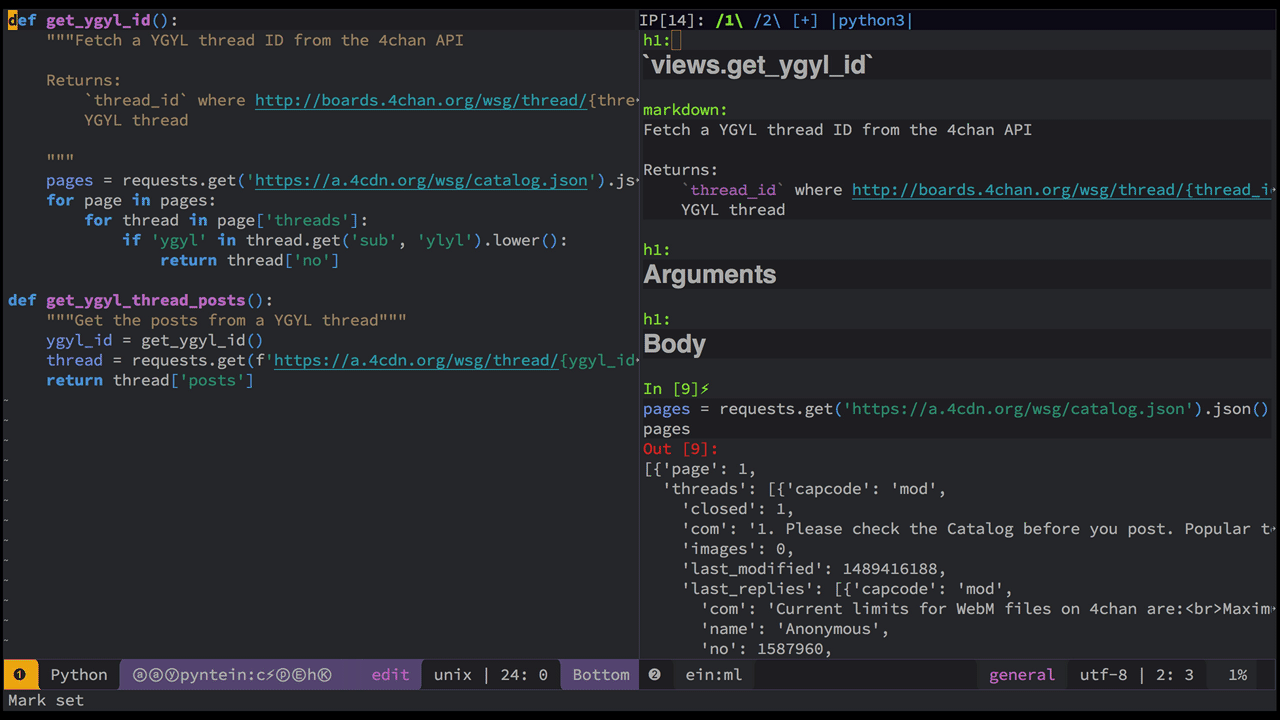 def get_ygyl_id():
"""Fetch a YGYL thread ID from the 4chan API
Returns:
`thread_id` where http://boards.4chan.org/wsg/thread/{thre
YGYL thread
"""
pages = requests.get('https://a.4cdn.org/wsg/catalog.json').js
for page in pages:
for thread in page['threads']:
if 'ygyl' in thread.get('sub', 'ylyl').lower():
return thread['no']
def get_ygyl_thread_posts():
"""Get the posts from a YGYL thread"""
ygyl_id = get_ygyl_id()
thread = requests.get(f'https://a.4cdn.org/wsg/thread/{ygyl_id
return thread['posts']
❶ Python ⓐⓐⓨpyntein:c⚡ⓟⒺhⓀ edit unix | 24: 0 Bottom
Mark set
IP[14]: /1\ /2\ [+] |python3|
h1:
`views.get_ygyl_id`
markdown:
Fetch a YGYL thread ID from the 4chan API
Returns:
`thread_id` where http://boards.4chan.org/wsg/thread/{thread_i
YGYL thread
h1:
Arguments
h1:
Body
In [9]⚡
pages = requests.get('https://a.4cdn.org/wsg/catalog.json').json()
pages
Out [9]:
[{'page': 1,
'threads': [{'capcode': 'mod',
'closed': 1,
'com': '1. Please check the Catalog before you post. Popular t
'images': 0,
'last_modified': 1489416188,
'last_replies': [{'capcode': 'mod',
'com': 'Current limits for WebM files on 4chan are:<br>Maxim
'name': 'Anonymous',
'no': 1587960,
❷ ein:ml general utf-8 | 2: 3 1%